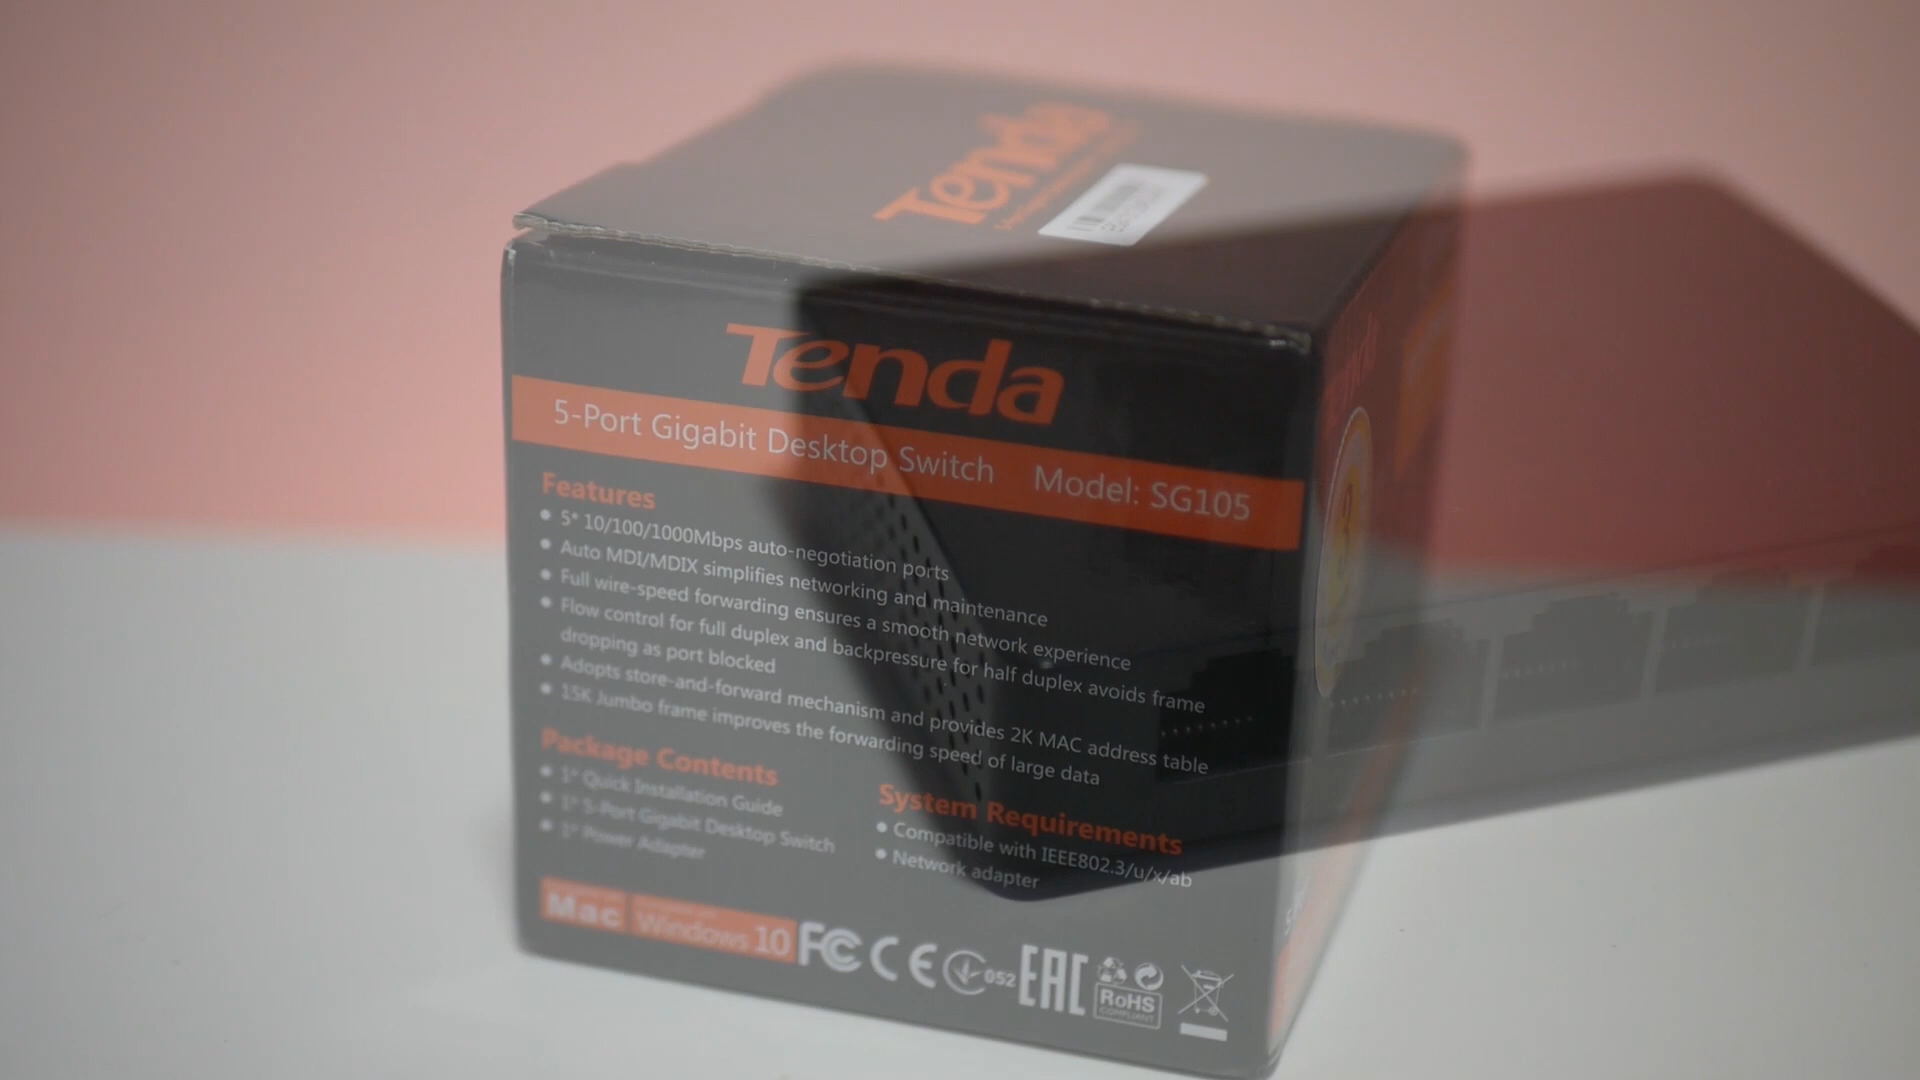 Tenda
Tenda
5-Port Gigabit Desktop Switch Model: SG105
Features
• 5* 10/100/1000Mbps auto-negotiation ports
• Auto MDI/MDIX simplifies networking and maintenance
• Full wire-speed forwarding ensures a smooth network experience
• Flow control for full duplex and backpressure for half duplex avoids frame
dropping as port blocked
• Adopts store-and-forward mechanism and provides 2K MAC address table
• 15K Jumbo frame improves the forwarding speed of large data
Package Contents
• 1* Quick Installation Guide
• 1* 5-Port Gigabit Desktop Switch
• 1* Power Adapter
System Requirements
• Compatible with IEEE802.3/u/x/ab
• Network adapter
Mac
Windows 10
FC CE 052 EAC
RoHS
COMPLIANT